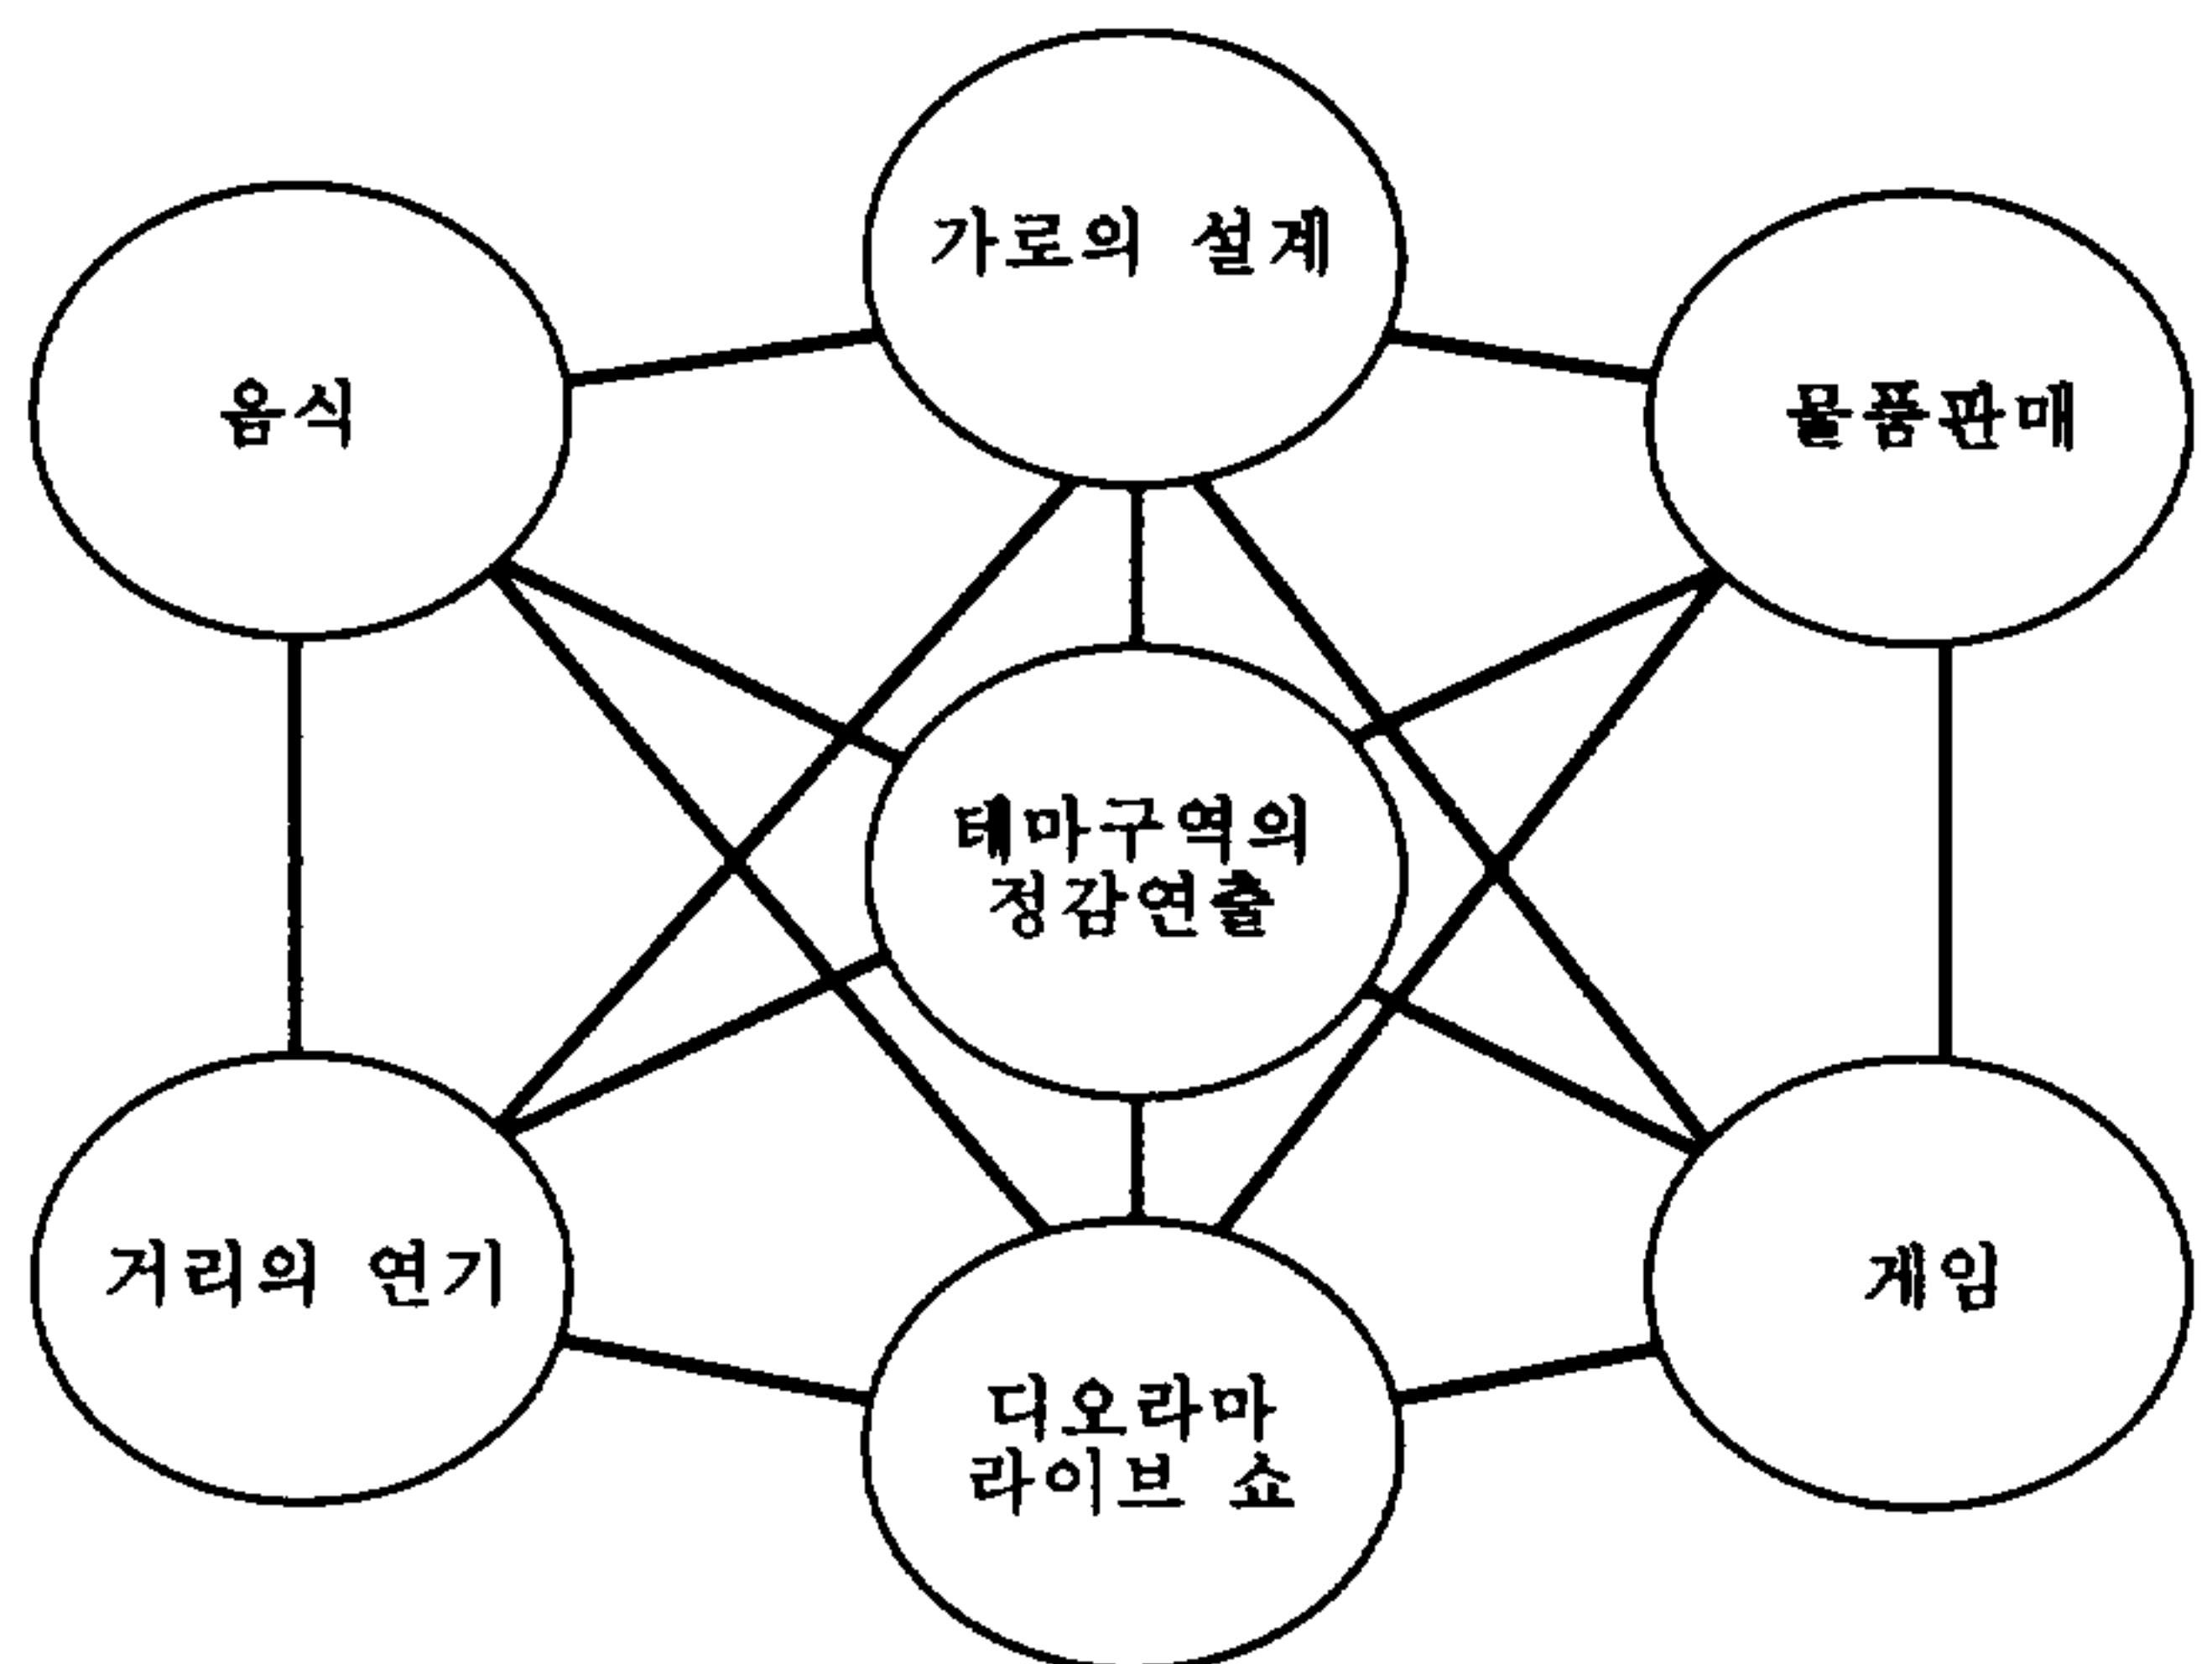 가로의 설계
음식
물품판매
테마구역의
정감연출
거리의 연기
게임
디오라마
라이브 쇼